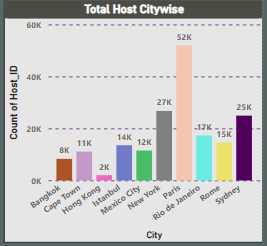 Total Host Citywise
Count of Host_ID
60K
40K
20K
0K
8K
11K
2K
14K
12K
27K
52K
17K
15K
25K
Bangkok
Cape Town
Hong Kong
Istanbul
Mexico City
New York
Paris
Rio de Janeiro
Rome
Sydney
City